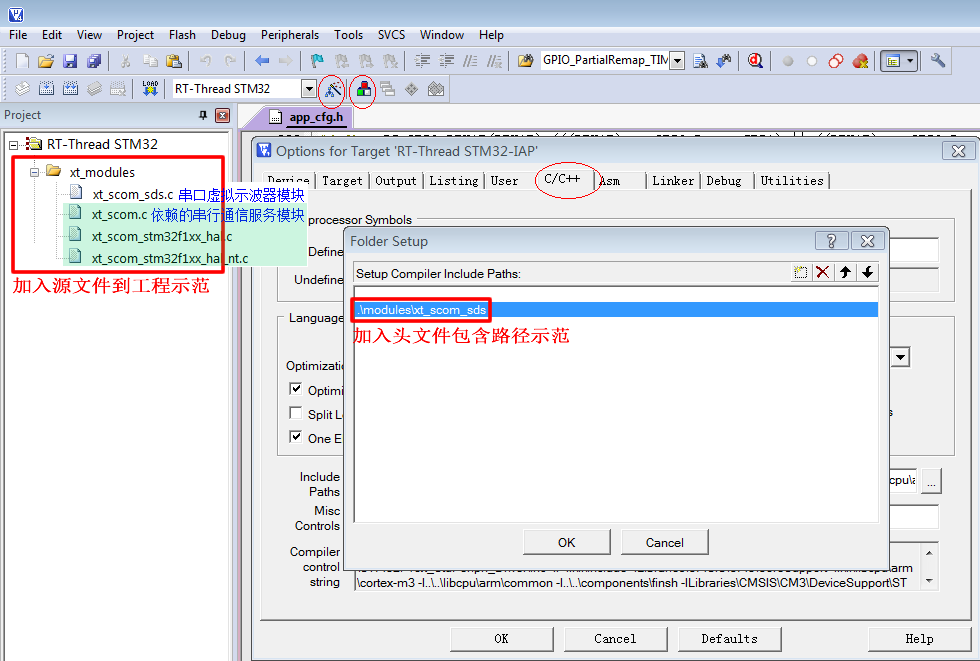 File Edit View Project Flash Debug Peripherals Tools SVCS Window Help
GPIO_PartialRemap_TIM
LOAD
RT-Thread STM32
Project
app_cfg.h
RT-Thread STM32
xt_modules
xt_scom_sds.c 串口虚拟示波器模块
xt_scom.c 依赖的串行通信服务模块
xt_scom_stm32f1xx_hal.c
xt_scom_stm32f1xx_hal_nt.c
加入源文件到工程示范
Options for Target 'RT-Thread STM32-IAP'
Device Target Output Listing User C/C++ Asm Linker Debug Utilities
processor Symbols
Define
Undefine
Language
Optimizati
Optimi
Split L
One E
Include
Paths
cpu\a
...
Misc
Controls
Compiler
control
string
\cortex-m3 -I..\..\libcpu\arm\common -I..\..\components\finsh -ILibraries\CMSIS\CM3\DeviceSupport\ST
Folder Setup
Setup Compiler Include Paths:
.\modules\xt_scom_sds
加入头文件包含路径示范
OK Cancel
OK Cancel Defaults Help